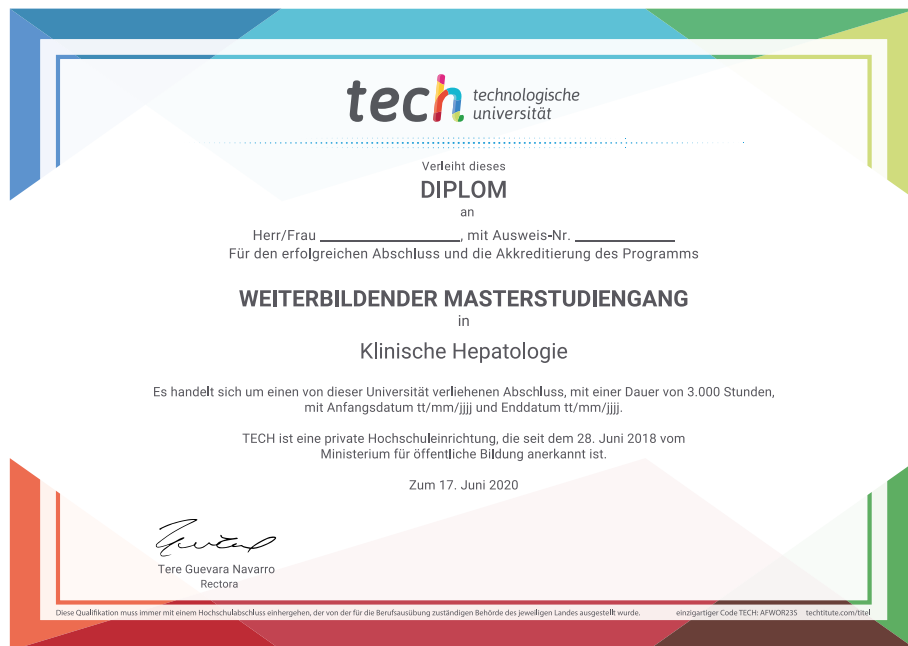 tech technologische
universität
Verleiht dieses
DIPLOM
an
Herr/Frau ____________________, mit Ausweis-Nr. ______________
Für den erfolgreichen Abschluss und die Akkreditierung des Programms
WEITERBILDENDER MASTERSTUDIENGANG
in
Klinische Hepatologie
Es handelt sich um einen von dieser Universität verliehenen Abschluss, mit einer Dauer von 3.000 Stunden,
mit Anfangsdatum tt/mm/jjjj und Enddatum tt/mm/jjjj.
TECH ist eine private Hochschuleinrichtung, die seit dem 28. Juni 2018 vom
Ministerium für öffentliche Bildung anerkannt ist.
Zum 17. Juni 2020
Tere Guevara Navarro
Rectora
Diese Qualifikation muss immer mit einem Hochschulabschluss einhergehen, der von der für die Berufsausübung zuständigen Behörde des jeweiligen Landes ausgestellt wurde. einzigartiger Code TECH: AFWOR23S techtitute.com/titel